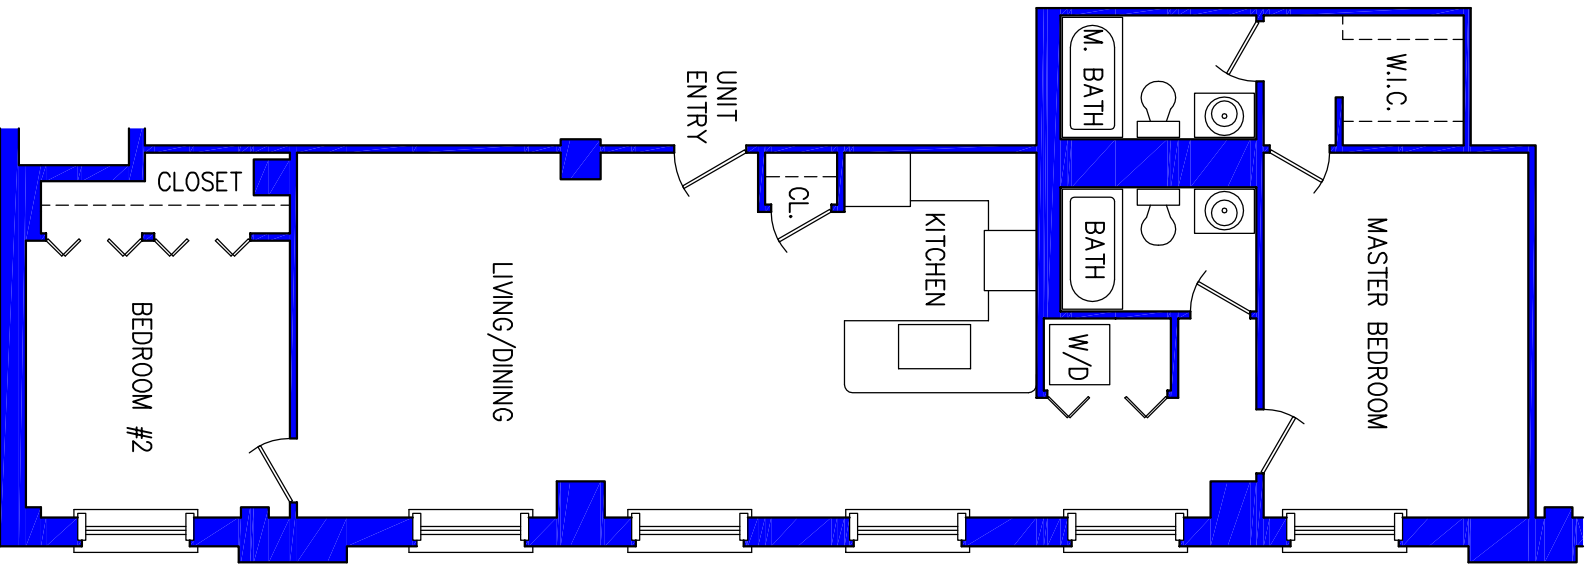 M. BATH
W.I.C.
UNIT
ENTRY
CLOSET
CL.
KITCHEN
BATH
MASTER BEDROOM
LIVING/DINING
BEDROOM #2
W/D